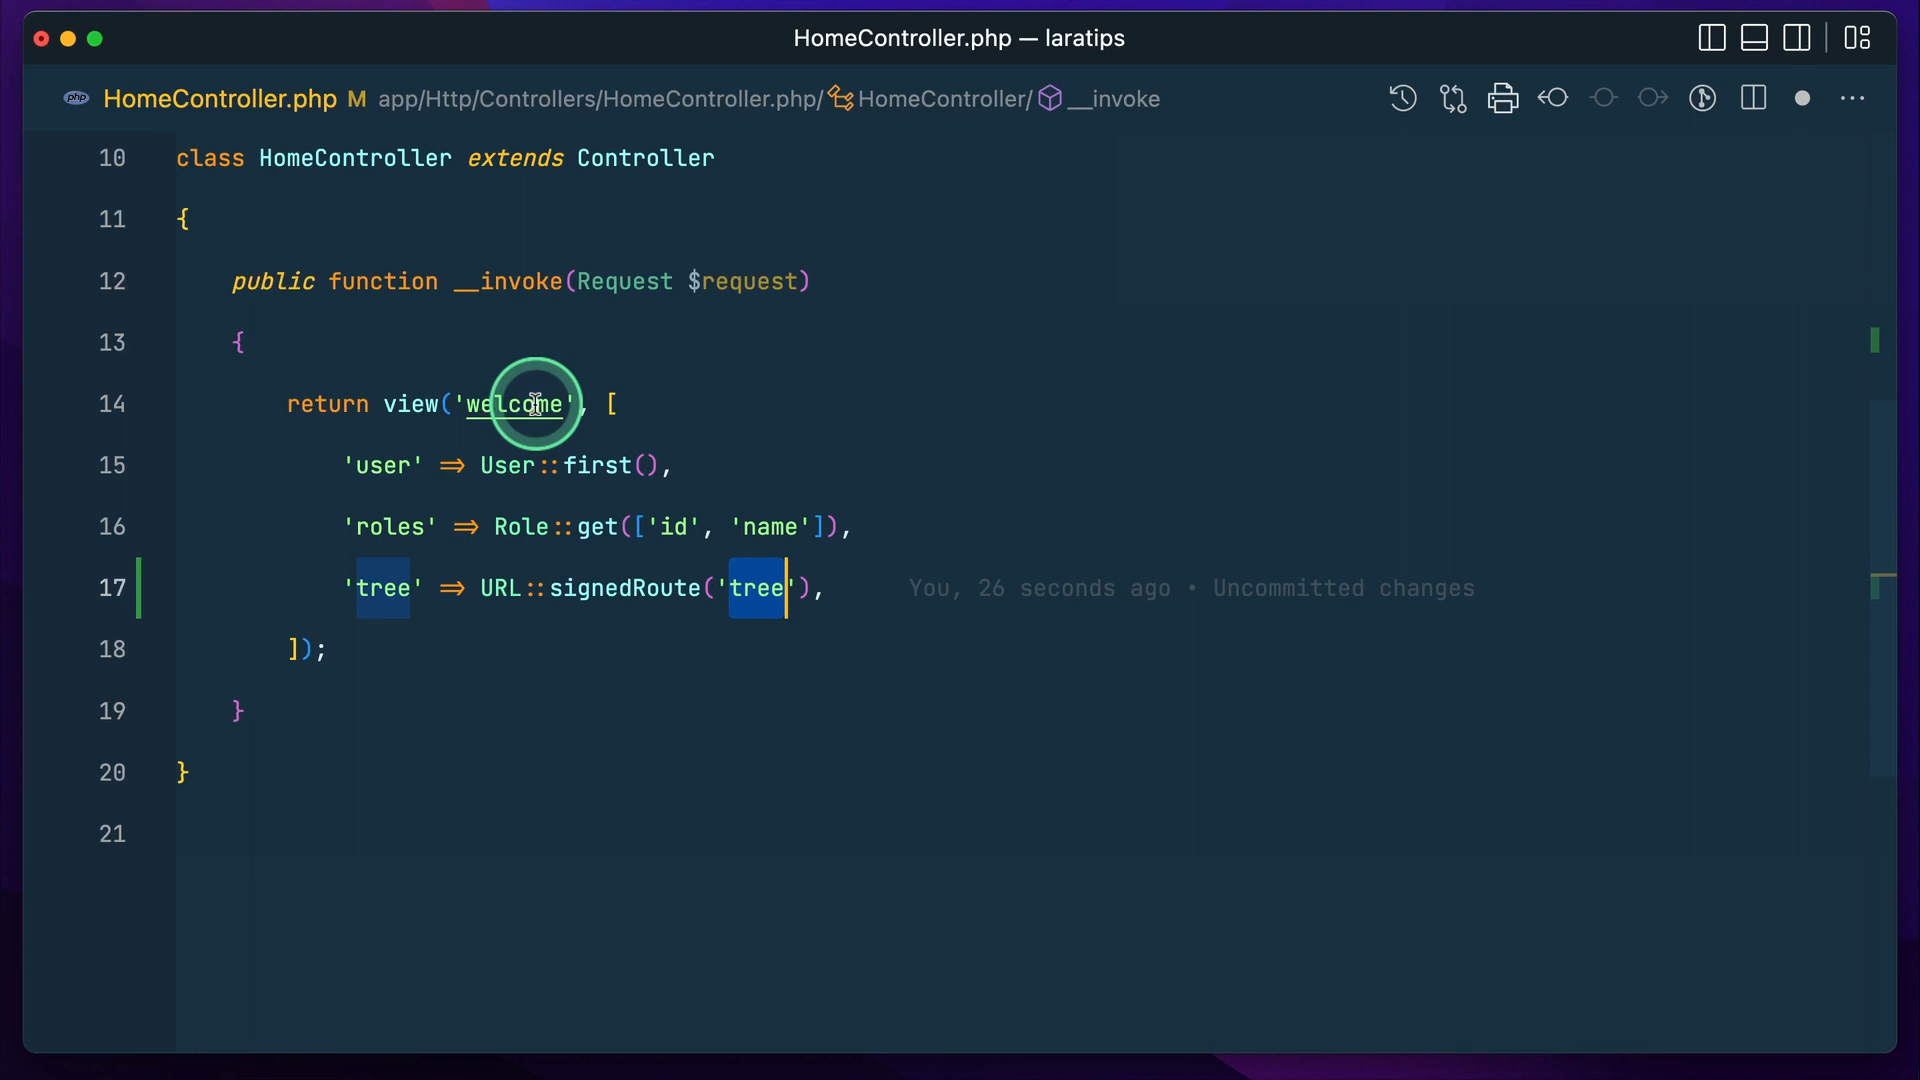 HomeController.php — laratips
php HomeController.php M app/Http/Controllers/HomeController.php/ HomeController/ __invoke
10 class HomeController extends Controller
11 {
12 public function __invoke(Request $request)
13 {
14 return view('welcome', [
15 'user' => User::first(),
16 'roles' => Role::get(['id', 'name']),
17 'tree' => URL::signedRoute('tree'), You, 26 seconds ago • Uncommitted changes
18 ]);
19 }
20 }
21